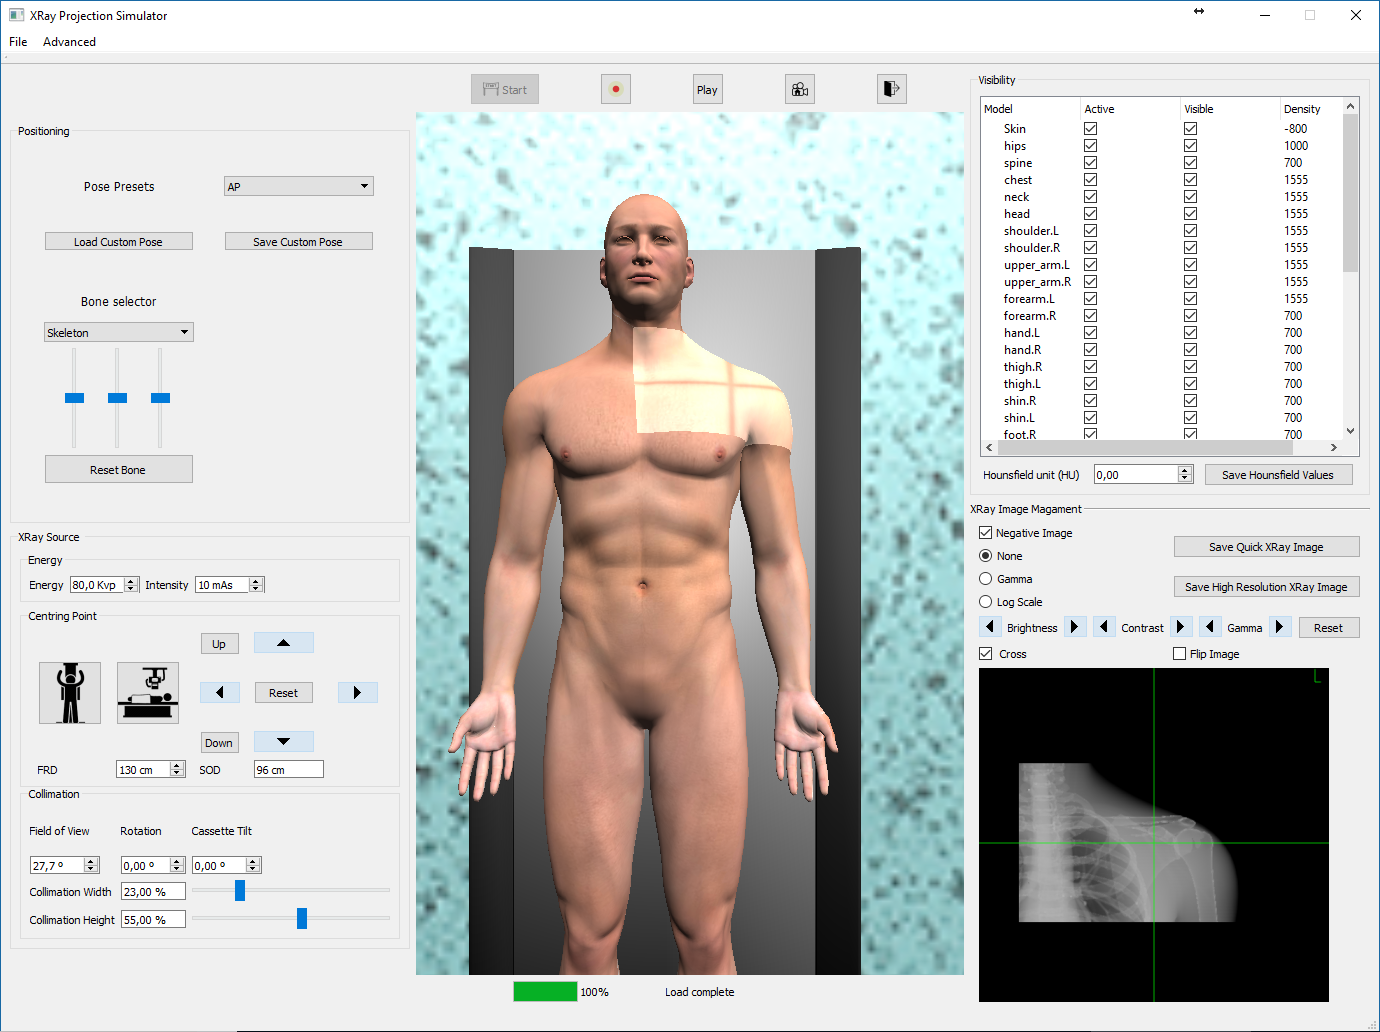 XRay Projection Simulator
File Advanced
Start Play
Positioning
Pose Presets AP
Load Custom Pose Save Custom Pose
Bone selector
Skeleton
Reset Bone
XRay Source
Energy
Energy 80,0 Kvp Intensity 10 mAs
Centring Point
Up
Reset
Down
FRD 130 cm SOD 96 cm
Collimation
Field of View Rotation Cassette Tilt
27,7 º 0,00 º 0,00 º
Collimation Width 23,00 %
Collimation Height 55,00 %
100% Load complete
Visibility
Model Active Visible Density
Skin -800
hips 1000
spine 700
chest 1555
neck 1555
head 1555
shoulder.L 1555
shoulder.R 1555
upper_arm.L 1555
upper_arm.R 1555
forearm.L 1555
forearm.R 700
hand.L 700
hand.R 700
thigh.R 700
thigh.L 700
shin.R 700
shin.L 700
foot.R 700
Hounsfield unit (HU) 0,00 Save Hounsfield Values
XRay Image Magament
Negative Image
None
Gamma
Log Scale
Save Quick XRay Image
Save High Resolution XRay Image
Brightness Contrast Gamma Reset
Cross Flip Image
L